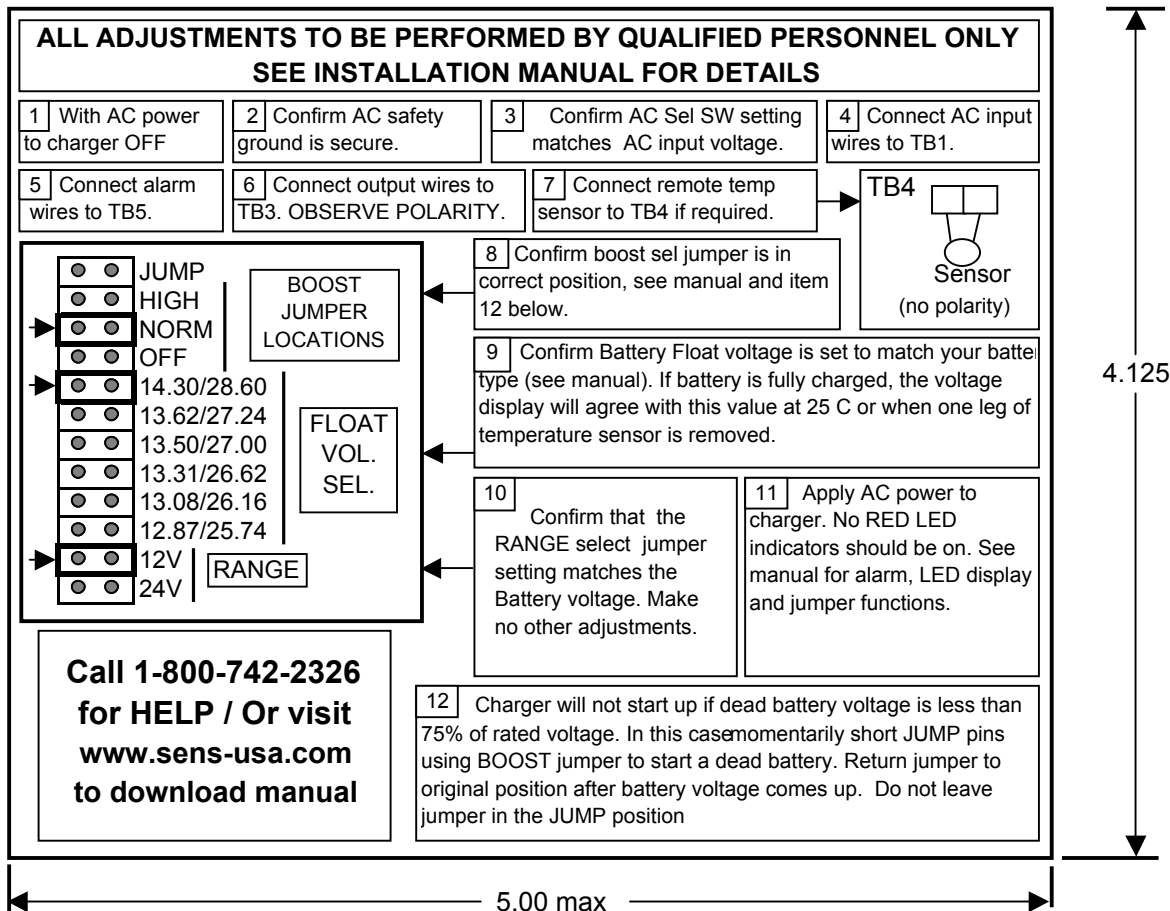 ALL ADJUSTMENTS TO BE PERFORMED BY QUALIFIED PERSONNEL ONLY
SEE INSTALLATION MANUAL FOR DETAILS
1 With AC power
to charger OFF
2 Confirm AC safety
ground is secure.
3 Confirm AC Sel SW setting
matches AC input voltage.
4 Connect AC input
wires to TB1.
5 Connect alarm
wires to TB5.
6 Connect output wires to
TB3. OBSERVE POLARITY.
7 Connect remote temp
sensor to TB4 if required.
TB4
Sensor
(no polarity)
JUMP
HIGH
NORM
OFF
14.30/28.60
13.62/27.24
13.50/27.00
13.31/26.62
13.08/26.16
12.87/25.74
12V
24V
BOOST
JUMPER
LOCATIONS
FLOAT
VOL.
SEL.
RANGE
8 Confirm boost sel jumper is in
correct position, see manual and item
12 below.
9 Confirm Battery Float voltage is set to match your batte
type (see manual). If battery is fully charged, the voltage
display will agree with this value at 25 C or when one leg of
temperature sensor is removed.
10
Confirm that the
RANGE select jumper
setting matches the
Battery voltage. Make
no other adjustments.
11 Apply AC power to
charger. No RED LED
indicators should be on. See
manual for alarm, LED display
and jumper functions.
Call 1-800-742-2326
for HELP / Or visit
www.sens-usa.com
to download manual
12 Charger will not start up if dead battery voltage is less than
75% of rated voltage. In this casemomentarily short JUMP pins
using BOOST jumper to start a dead battery. Return jumper to
original position after battery voltage comes up. Do not leave
jumper in the JUMP position
4.125
5.00 max